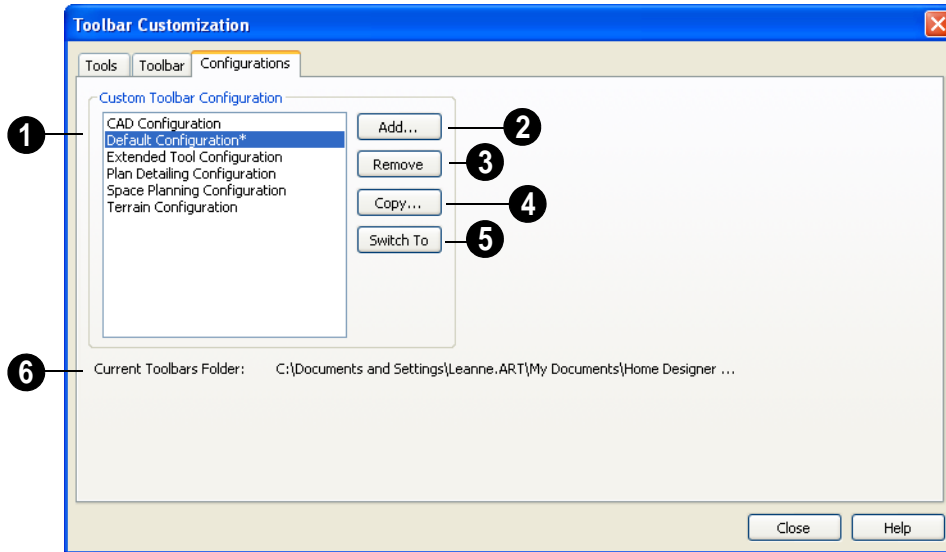 Toolbar Customization
Tools Toolbar Configurations
Custom Toolbar Configuration
1
CAD Configuration
Default Configuration*
Extended Tool Configuration
Plan Detailing Configuration
Space Planning Configuration
Terrain Configuration
Add... 2
Remove 3
Copy... 4
Switch To 5
6 Current Toolbars Folder: C:\Documents and Settings\Leanne.ART\My Documents\Home Designer ...
Close Help